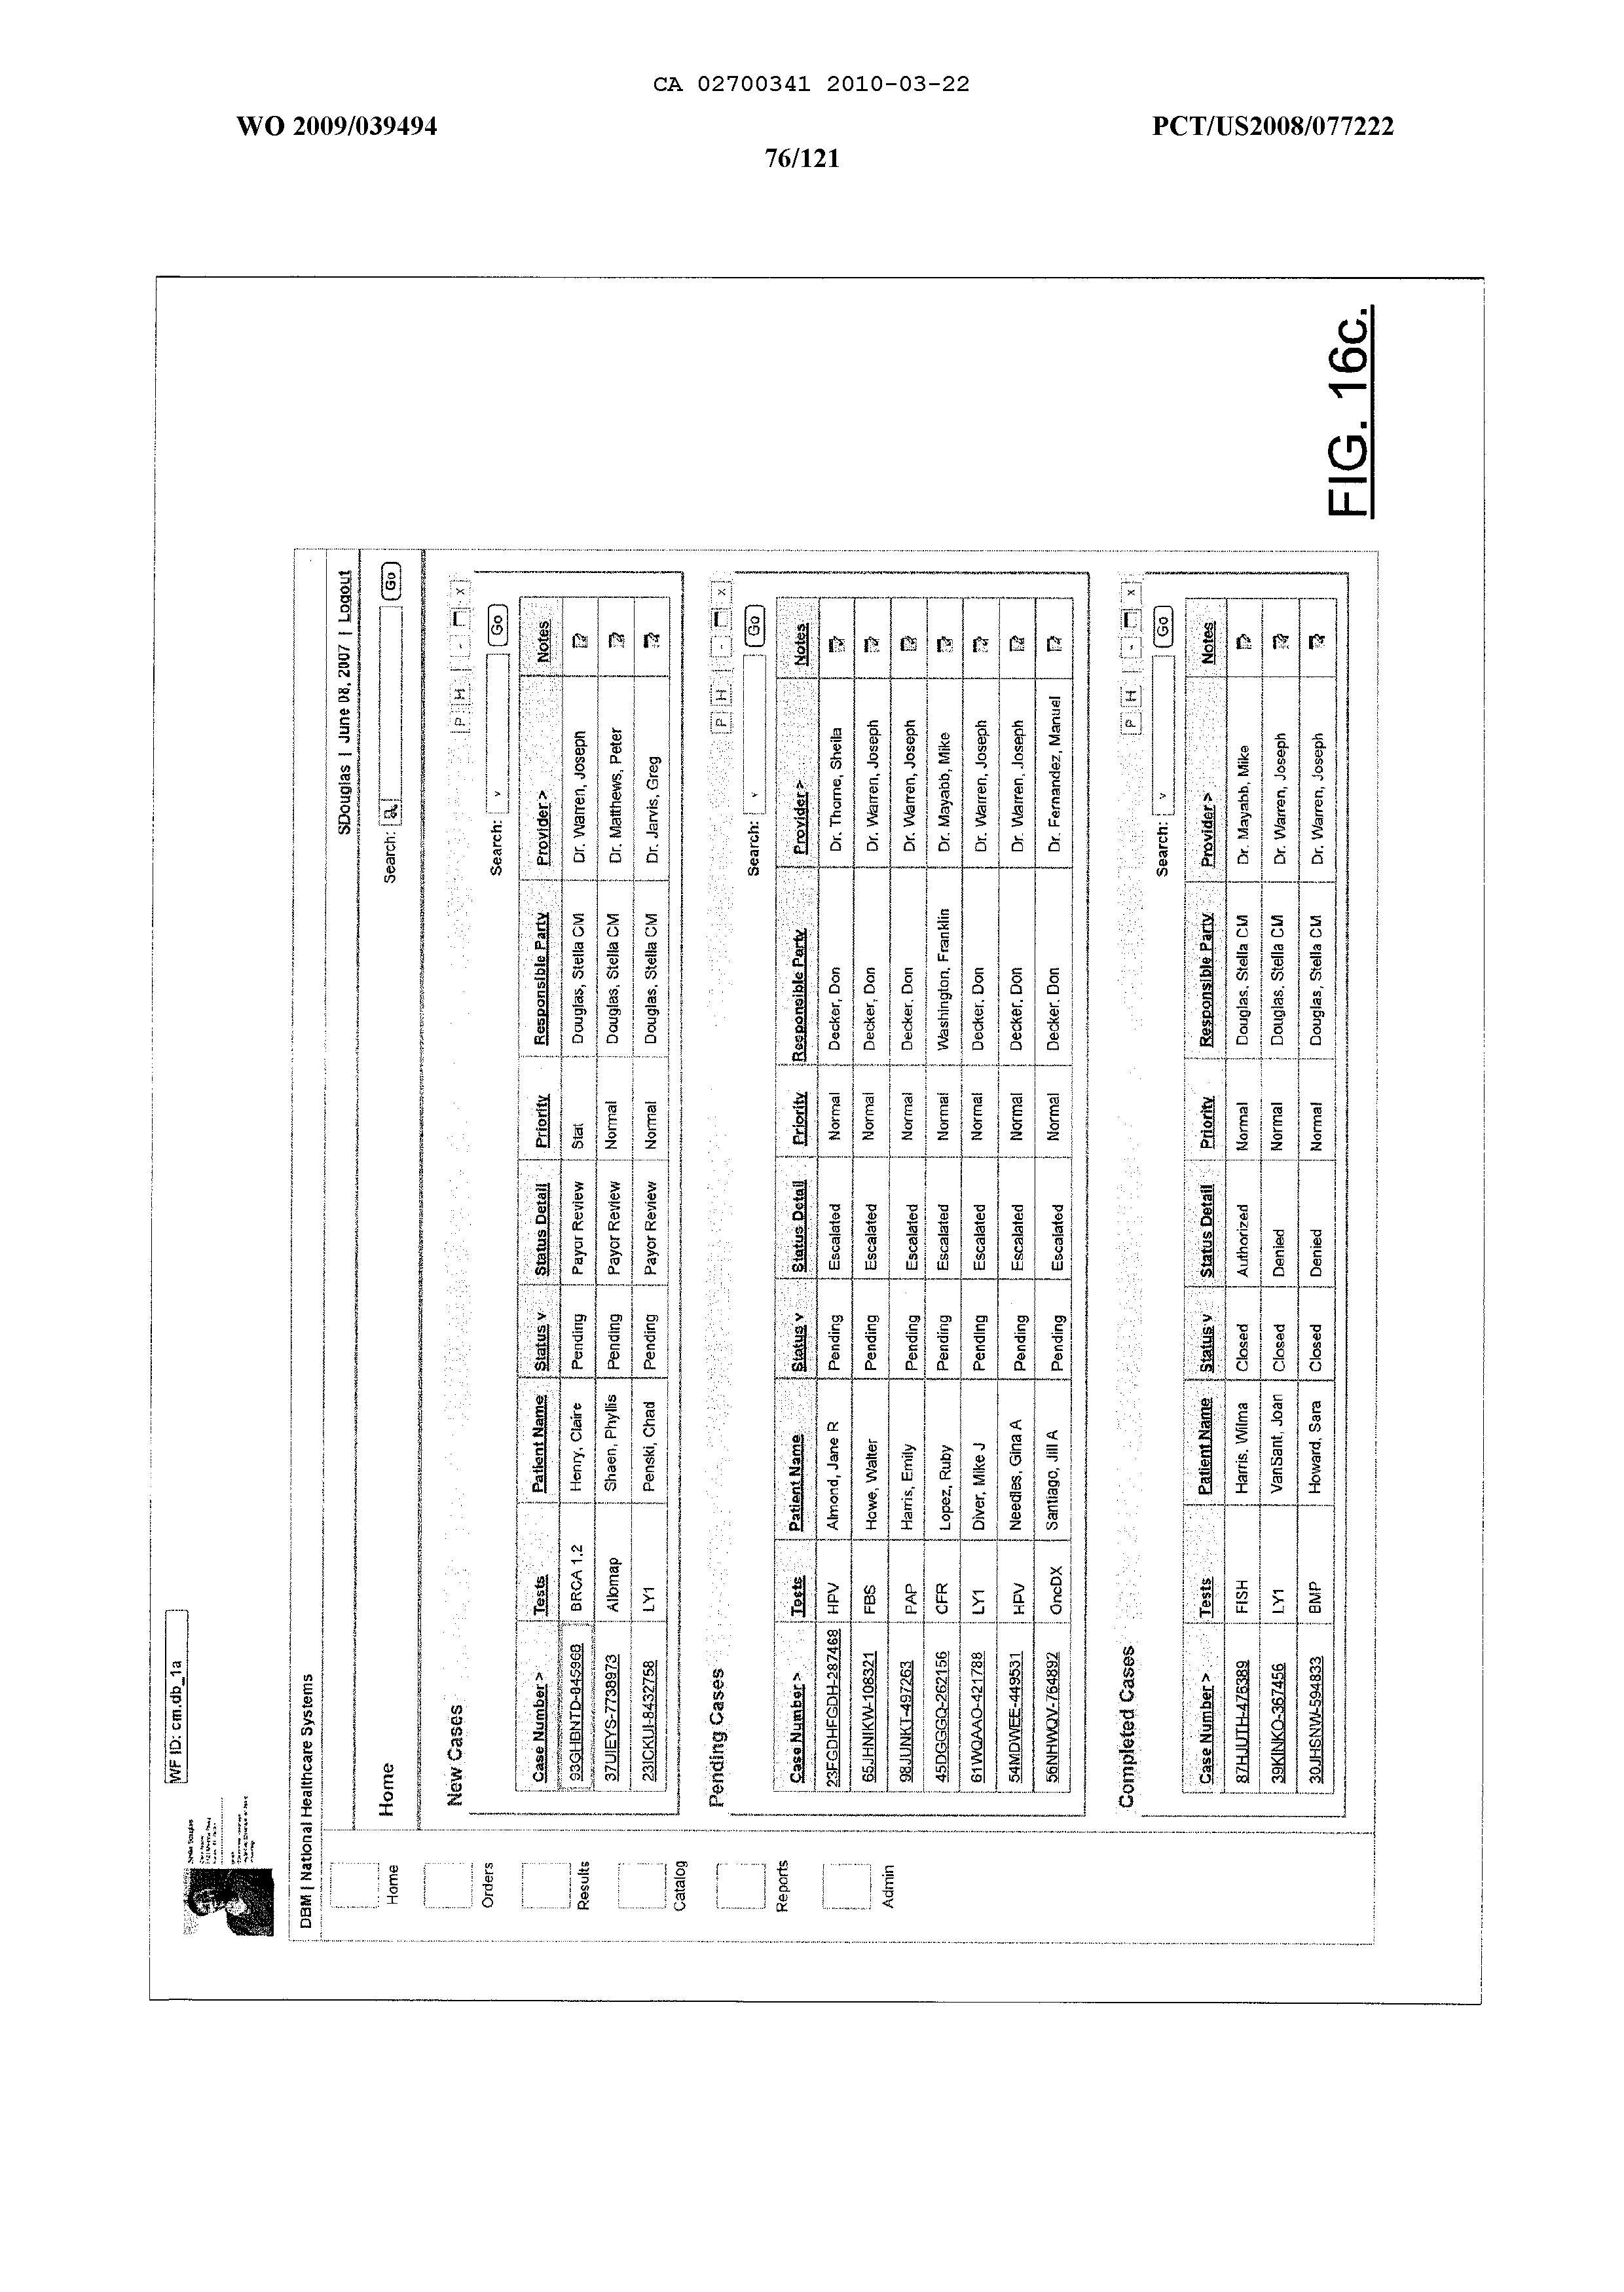 CA 02700341 2010-03-22
WO 2009/039494 PCT/US2008/077222
76/121
WF ID: cm.db_1a
DBM | National Healthcare Systems
SDouglas | June 08, 2007 | Logout
Home Search: Go
Home
Orders
Results
Catalog
Reports
Admin
New Cases P H - x
Search: v Go
Case Number > Tests Patient Name Status v Status Detail Priority Responsible Party Provider > Notes
93GHBNTD-845968 BRCA 1.2 Henry, Claire Pending Payor Review Stat Douglas, Stella CM Dr. Warren, Joseph
37UIEYS-7738973 Allomap Shaen, Phyllis Pending Payor Review Normal Douglas, Stella CM Dr. Matthews, Peter
23ICKUI-8432758 LY1 Penski, Chad Pending Payor Review Normal Douglas, Stella CM Dr. Jarvis, Greg
Pending Cases P H - x
Search: v Go
Case Number > Tests Patient Name Status v Status Detail Priority Responsible Party Provider > Notes
23FGDHFGDH-287468 HPV Almond, Jane R Pending Escalated Normal Decker, Don Dr. Thorne, Sheila
65JHNIKW-108321 FBS Howe, Walter Pending Escalated Normal Decker, Don Dr. Warren, Joseph
98JUNKT-497263 PAP Harris, Emily Pending Escalated Normal Decker, Don Dr. Warren, Joseph
45DGGGQ-262156 CFR Lopez, Ruby Pending Escalated Normal Washington, Franklin Dr. Mayabb, Mike
61WQAAO-421788 LY1 Diver, Mike J Pending Escalated Normal Decker, Don Dr. Warren, Joseph
54MDWEE-449531 HPV Needles, Gina A Pending Escalated Normal Decker, Don Dr. Warren, Joseph
56NHWQV-764892 OncDX Santiago, Jill A Pending Escalated Normal Decker, Don Dr. Fernandez, Manuel
Completed Cases P H - x
Search: v Go
Case Number > Tests Patient Name Status v Status Detail Priority Responsible Party Provider > Notes
87HJUTH-476389 FISH Harris, Wilma Closed Authorized Normal Douglas, Stella CM Dr. Mayabb, Mike
39KINKO-367456 LY1 VanSant, Joan Closed Denied Normal Douglas, Stella CM Dr. Warren, Joseph
30JHSNW-594833 BMP Howard, Sara Closed Denied Normal Douglas, Stella CM Dr. Warren, Joseph
FIG. 16c.